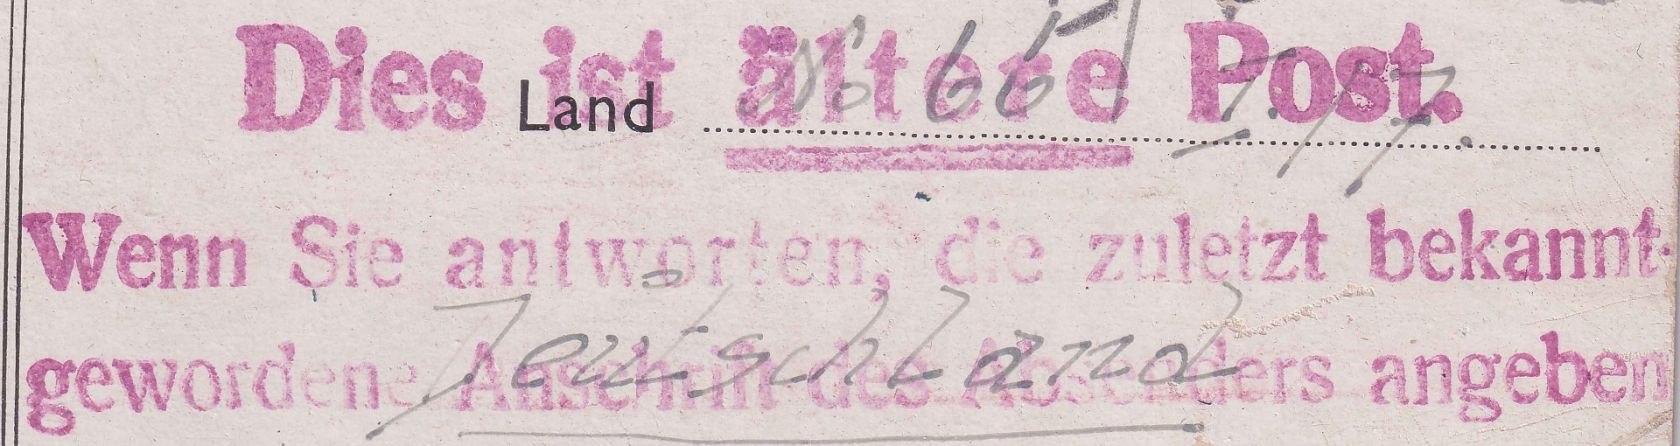 Dies ist ältere Post.
Land
Wenn Sie antworten, die zuletzt bekannt-
gewordene Anschrift des Absenders angeben
Deutschland